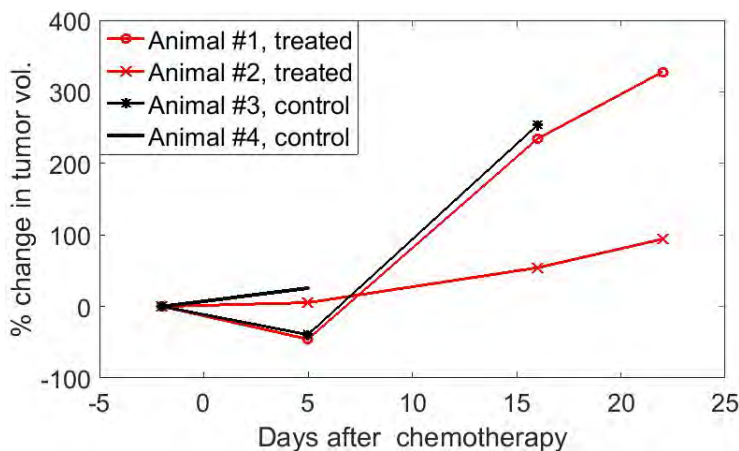 400
300
200
100
0
-100
% change in tumor vol.
Animal #1, treated
Animal #2, treated
Animal #3, control
Animal #4, control
-5 0 5 10 15 20 25
Days after chemotherapy